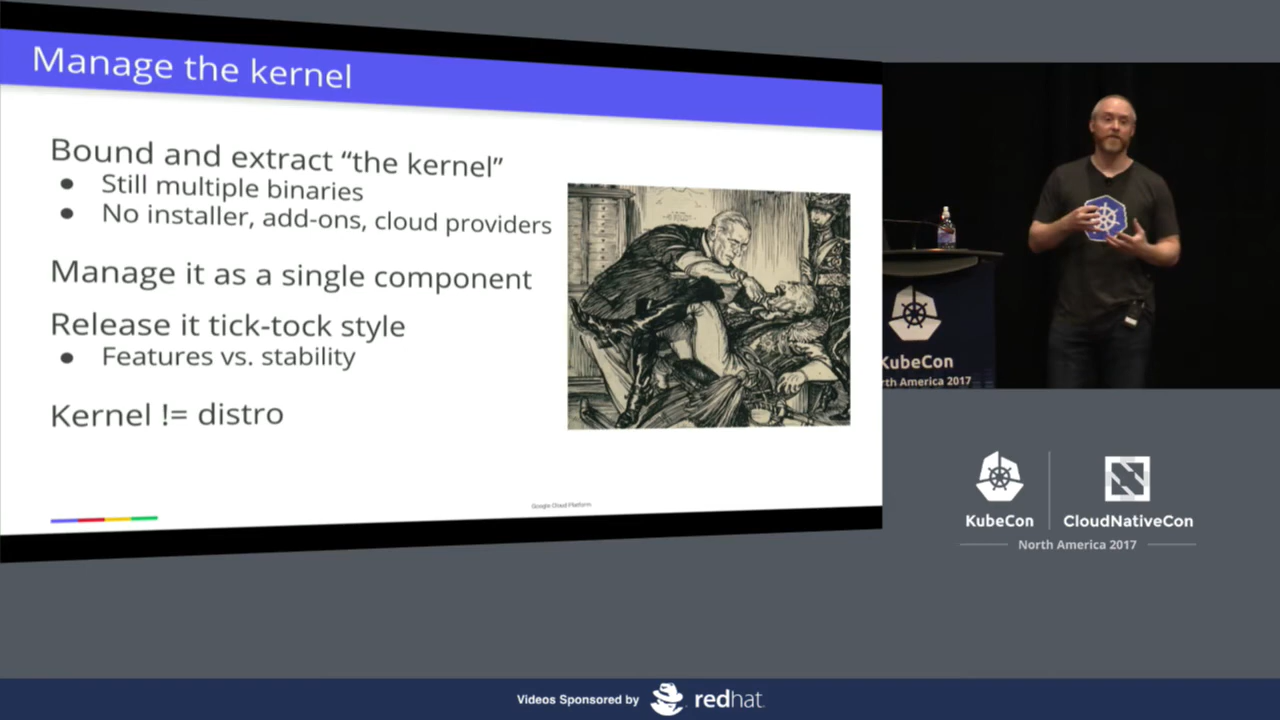 Manage the kernel
Bound and extract “the kernel”
● Still multiple binaries
● No installer, add-ons, cloud providers
Manage it as a single component
Release it tick-tock style
● Features vs. stability
Kernel != distro
Google Cloud Platform
KubeCon
rth America 2017
KubeCon
CloudNativeCon
North America 2017
Videos Sponsored by
redhat.